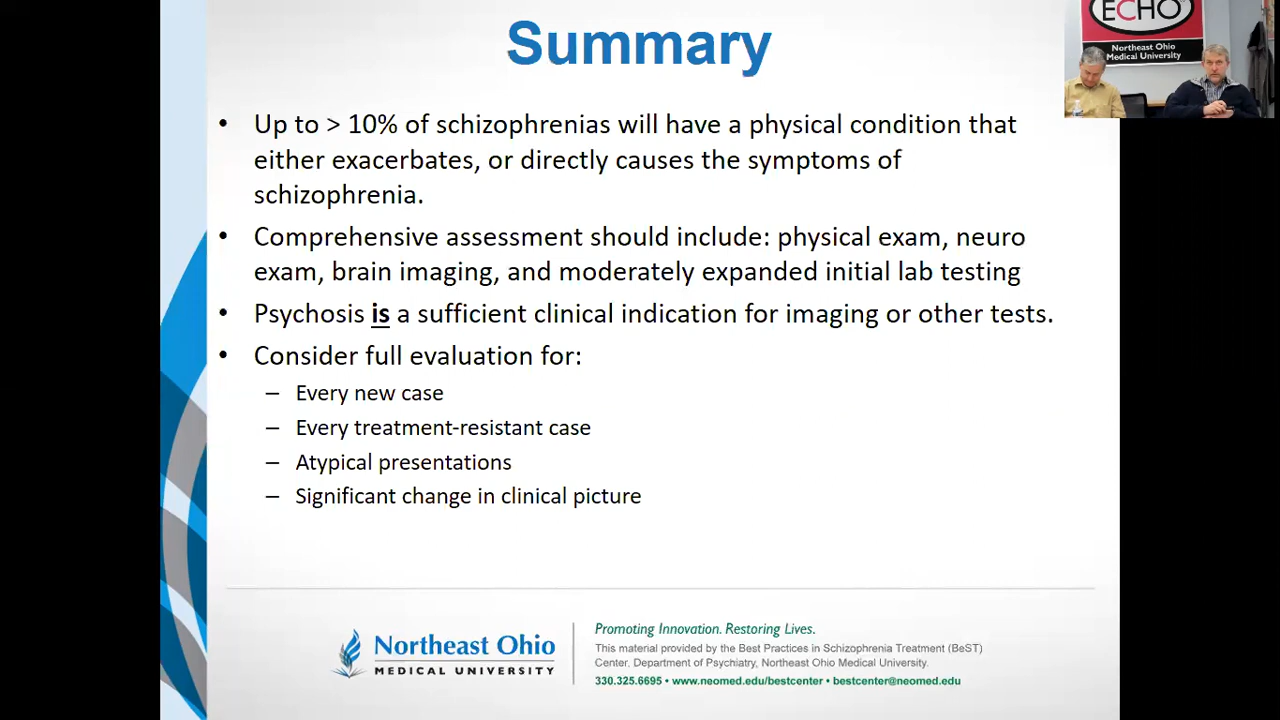 Summary
ECHO
Northeast Ohio
Medical University
• Up to > 10% of schizophrenias will have a physical condition that
either exacerbates, or directly causes the symptoms of
schizophrenia.
• Comprehensive assessment should include: physical exam, neuro
exam, brain imaging, and moderately expanded initial lab testing
• Psychosis is a sufficient clinical indication for imaging or other tests.
• Consider full evaluation for:
– Every new case
– Every treatment-resistant case
– Atypical presentations
– Significant change in clinical picture
Northeast Ohio
MEDICAL UNIVERSITY
Promoting Innovation. Restoring Lives.
This material provided by the Best Practices in Schizophrenia Treatment (BeST)
Center, Department of Psychiatry, Northeast Ohio Medical University.
330.325.6695 • www.neomed.edu/bestcenter • bestcenter@neomed.edu